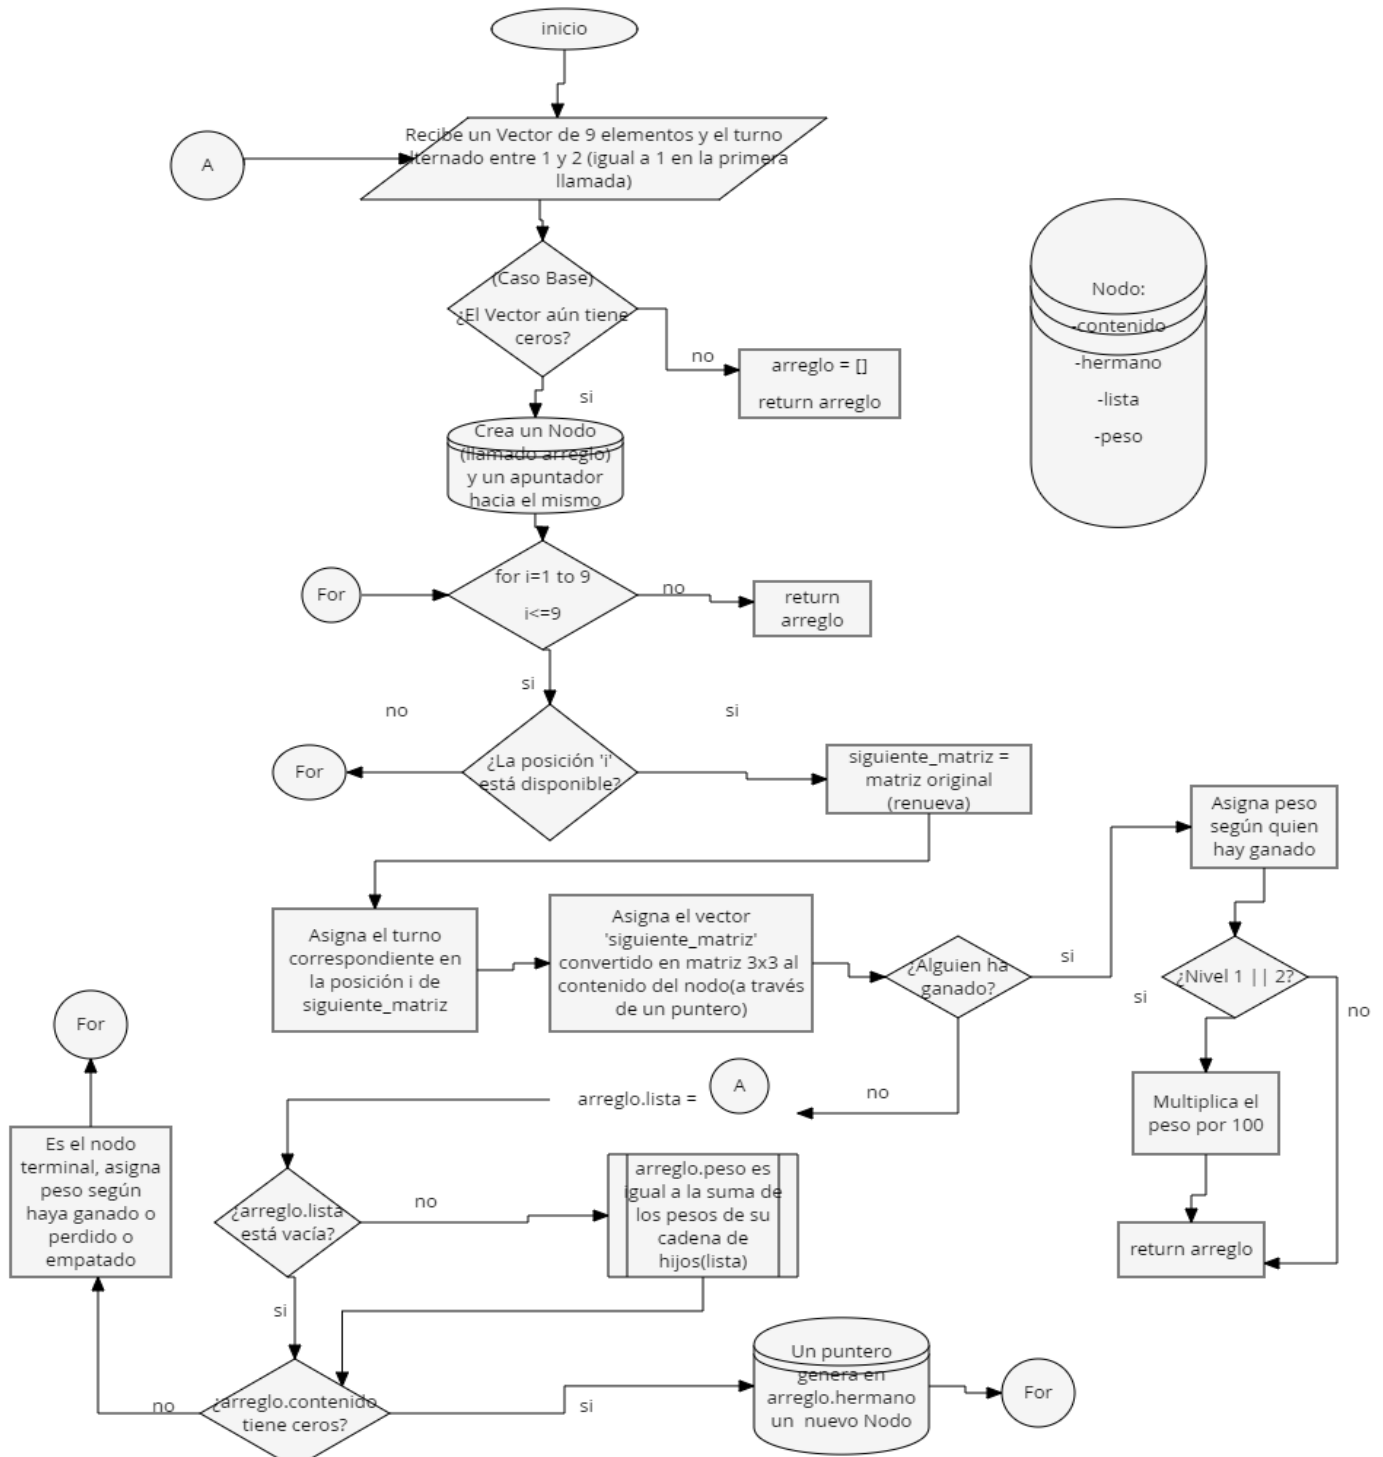 inicio
A
Recibe un Vector de 9 elementos y el turno
alternado entre 1 y 2 (igual a 1 en la primera
llamada)
(Caso Base)
¿El Vector aún tiene
ceros?
no
arreglo = []
return arreglo
si
Nodo:
-contenido
-hermano
-lista
-peso
Crea un Nodo
(llamado arreglo)
y un apuntador
hacia el mismo
For
for i=1 to 9
i<=9
no
return
arreglo
si
no
si
For
¿La posición 'i'
está disponible?
siguiente_matriz =
matriz original
(renueva)
Asigna peso
según quien
hay ganado
Asigna el turno
correspondiente en
la posición i de
siguiente_matriz
Asigna el vector
'siguiente_matriz'
convertido en matriz 3x3 al
contenido del nodo(a través
de un puntero)
¿Alguien ha
ganado?
si
¿Nivel 1 || 2?
si
no
For
arreglo.lista =
A
no
Multiplica el
peso por 100
Es el nodo
terminal, asigna
peso según
haya ganado o
perdido o
empatado
¿arreglo.lista
está vacía?
no
arreglo.peso es
igual a la suma de
los pesos de su
cadena de
hijos(lista)
return arreglo
si
¿arreglo.contenido
tiene ceros?
no
si
Un puntero
genera en
arreglo.hermano
un nuevo Nodo
For